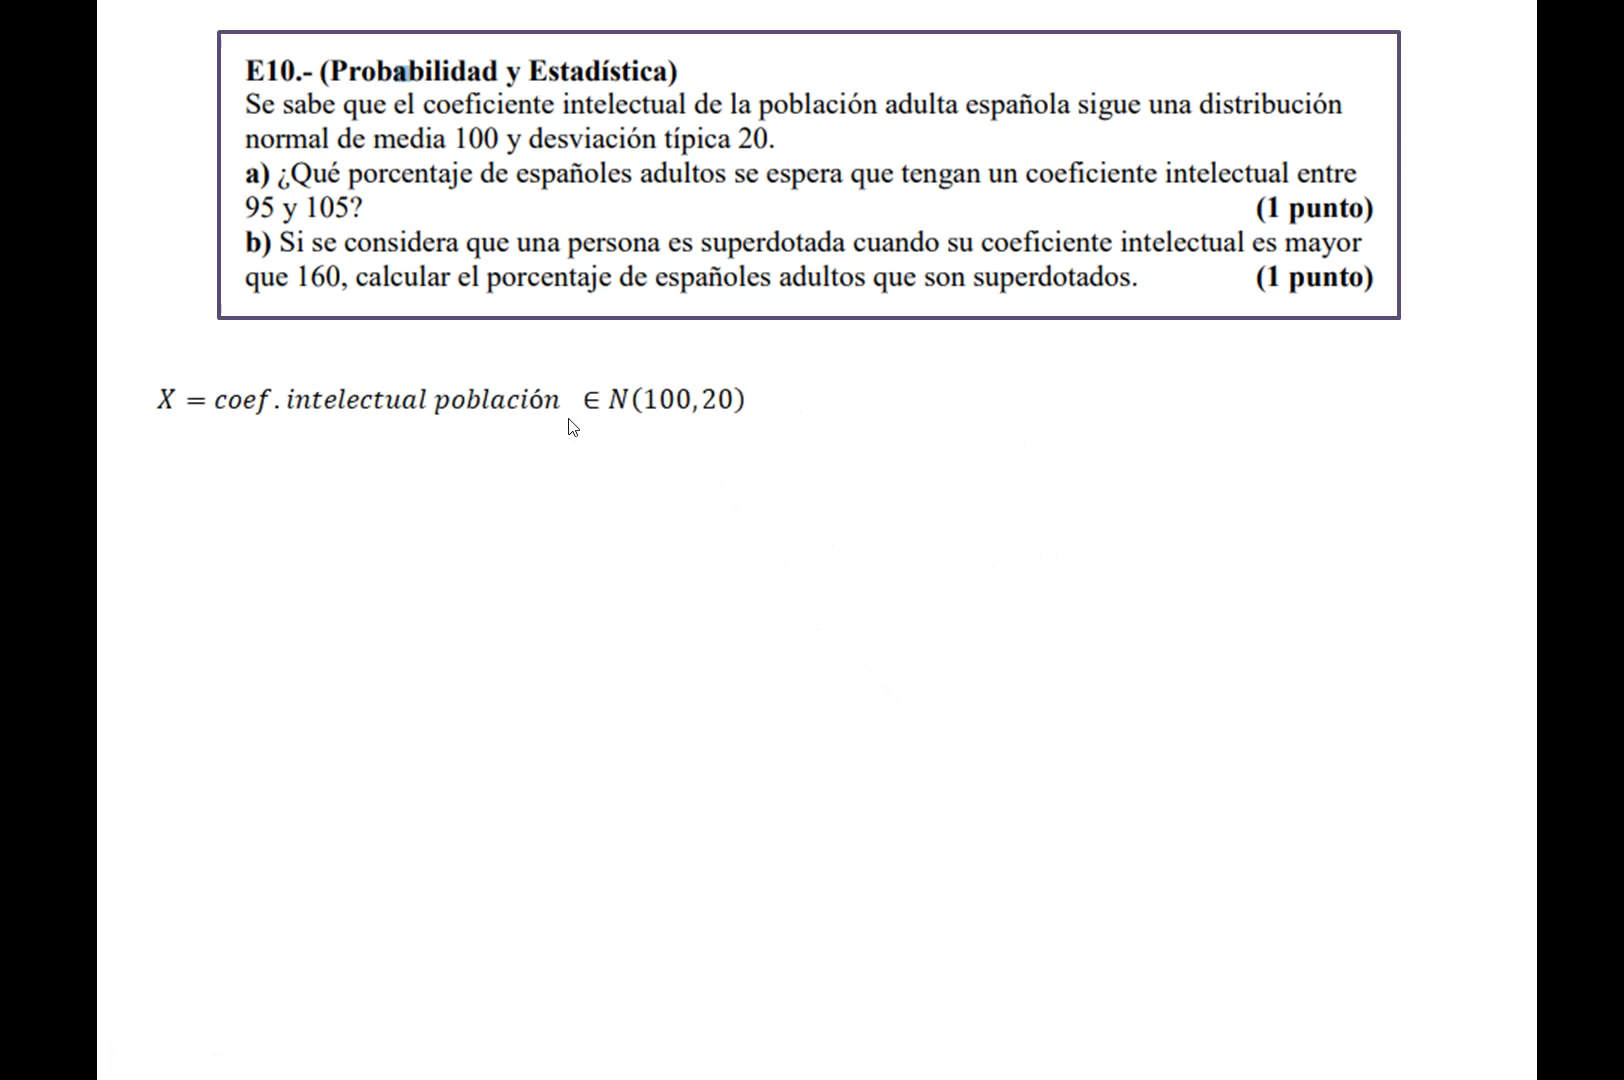 E10.- (Probabilidad y Estadística)
Se sabe que el coeficiente intelectual de la población adulta española sigue una distribución
normal de media 100 y desviación típica 20.
a) ¿Qué porcentaje de españoles adultos se espera que tengan un coeficiente intelectual entre
95 y 105? (1 punto)
b) Si se considera que una persona es superdotada cuando su coeficiente intelectual es mayor
que 160, calcular el porcentaje de españoles adultos que son superdotados. (1 punto)
X = coef. intelectual población ∈ N(100,20)